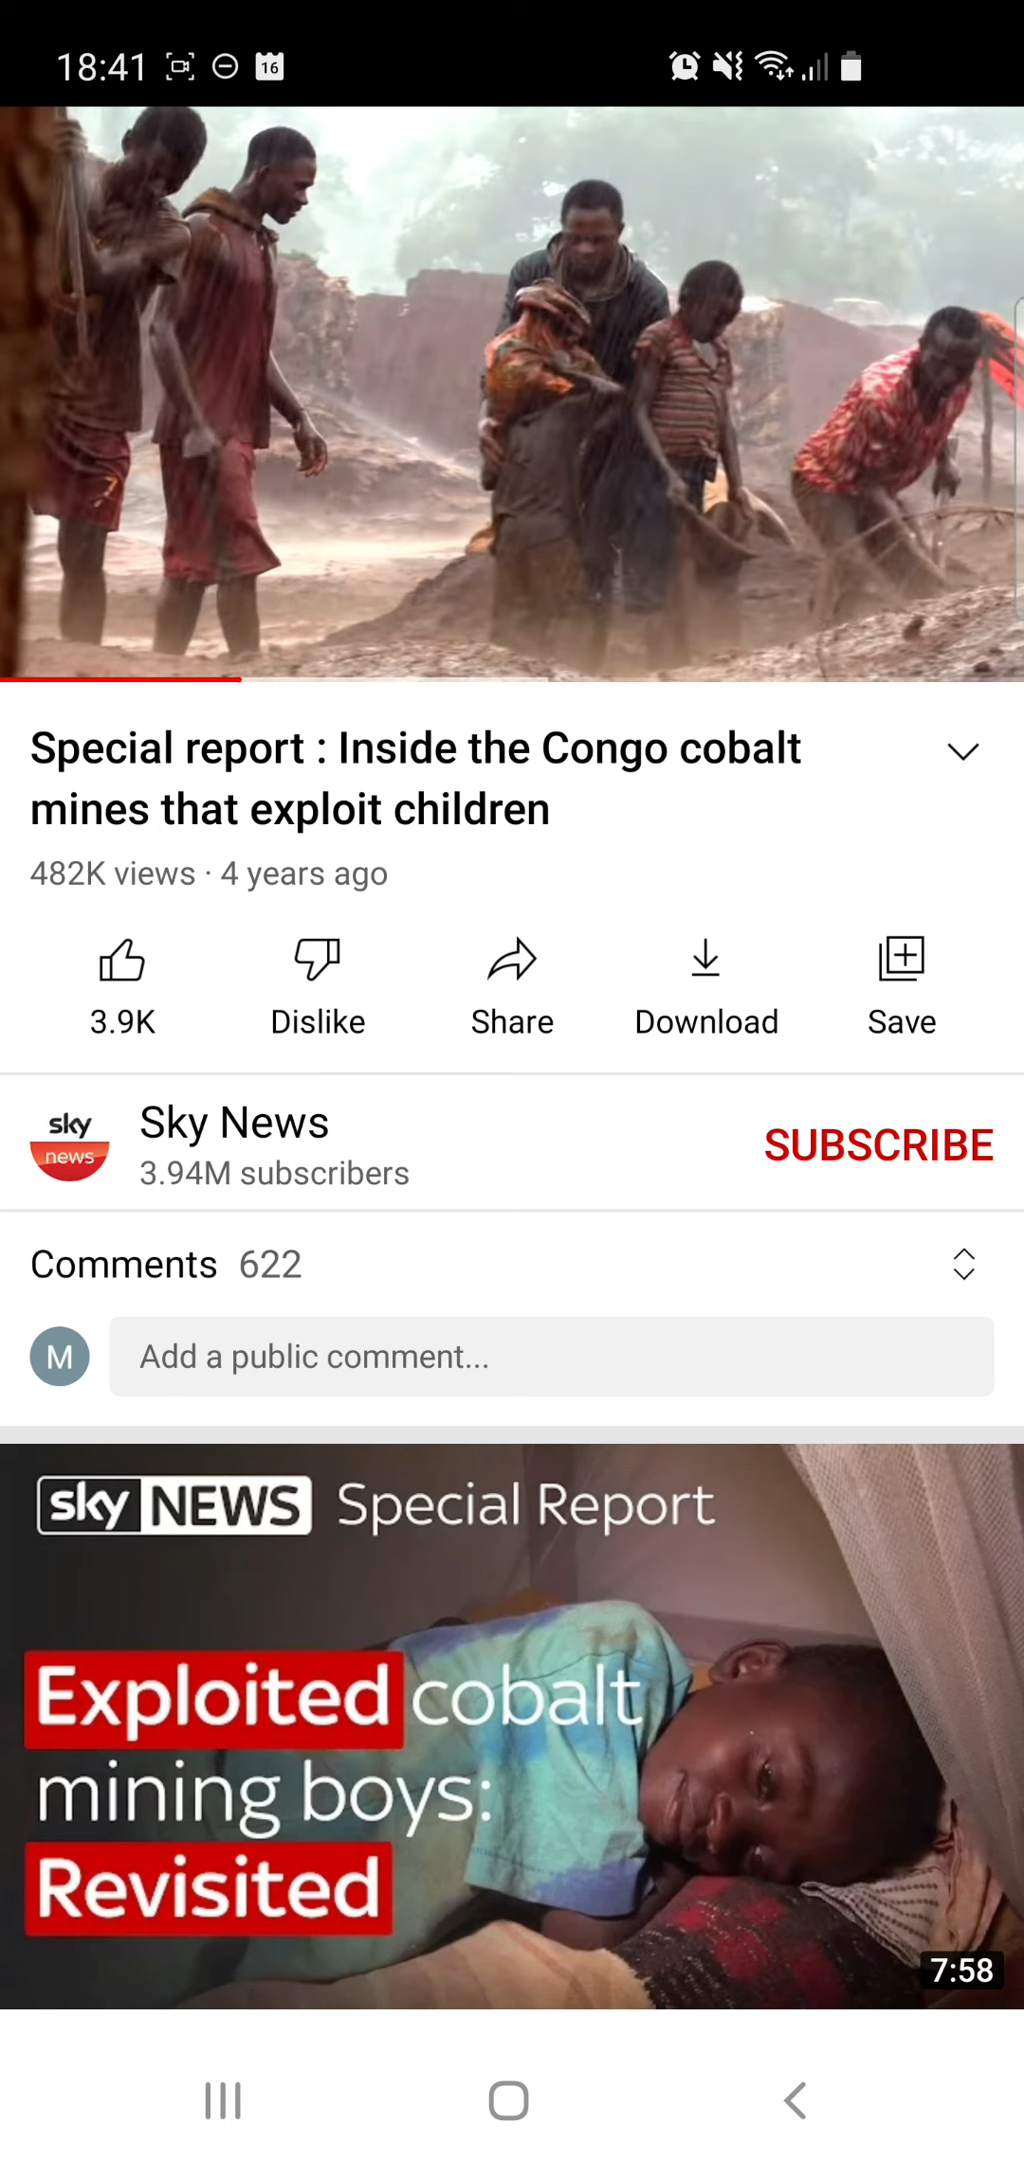 18:41
16
Special report : Inside the Congo cobalt
mines that exploit children
482K views · 4 years ago
3.9K
Dislike
Share
Download
Save
sky
news
Sky News
3.94M subscribers
SUBSCRIBE
Comments 622
M
Add a public comment...
sky NEWS Special Report
Exploited cobalt
mining boys:
Revisited
7:58